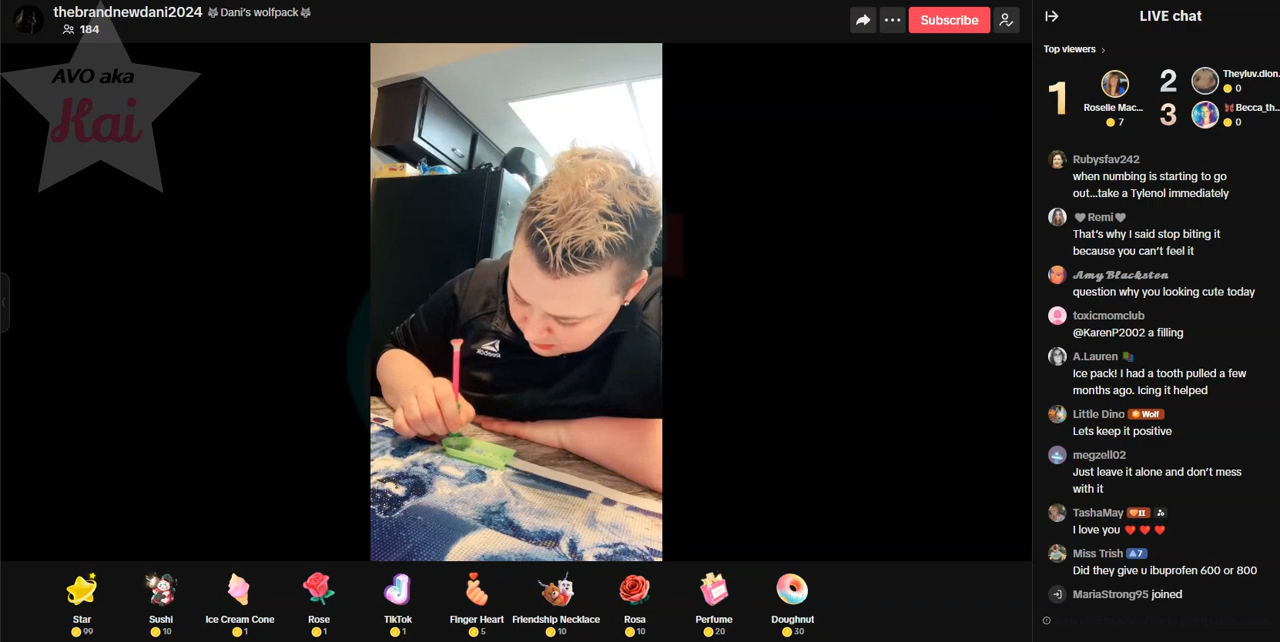 thebrandnewdani2024 🐺Dani's wolfpack🐺
184
Subscribe
AVO aka
Kai
Reebok
Star
99
Sushi
10
Ice Cream Cone
1
Rose
1
TikTok
1
Finger Heart
5
Friendship Necklace
10
Rosa
10
Perfume
20
Doughnut
30
LIVE chat
Top viewers
1
Roselle Mac...
7
2
Theyluv.dion.
0
3
Becca_th...
0
Rubysfav242
when numbing is starting to go
out...take a Tylenol immediately
🩶Remi🩶
That's why I said stop biting it
because you can't feel it
𝓐𝓶𝔂 𝓑𝓵𝓪𝓬𝓴𝓼𝓽𝓮𝓷
question why you looking cute today
toxicmomclub
@KarenP2002 a filling
A.Lauren
Ice pack! I had a tooth pulled a few
months ago. Icing it helped
Little Dino Wolf
Lets keep it positive
megzell02
Just leave it alone and don't mess
with it
TashaMay II
I love you ❤️ ❤️ ❤️
Miss Trish 7
Did they give u ibuprofen 600 or 800
MariaStrong95 joined